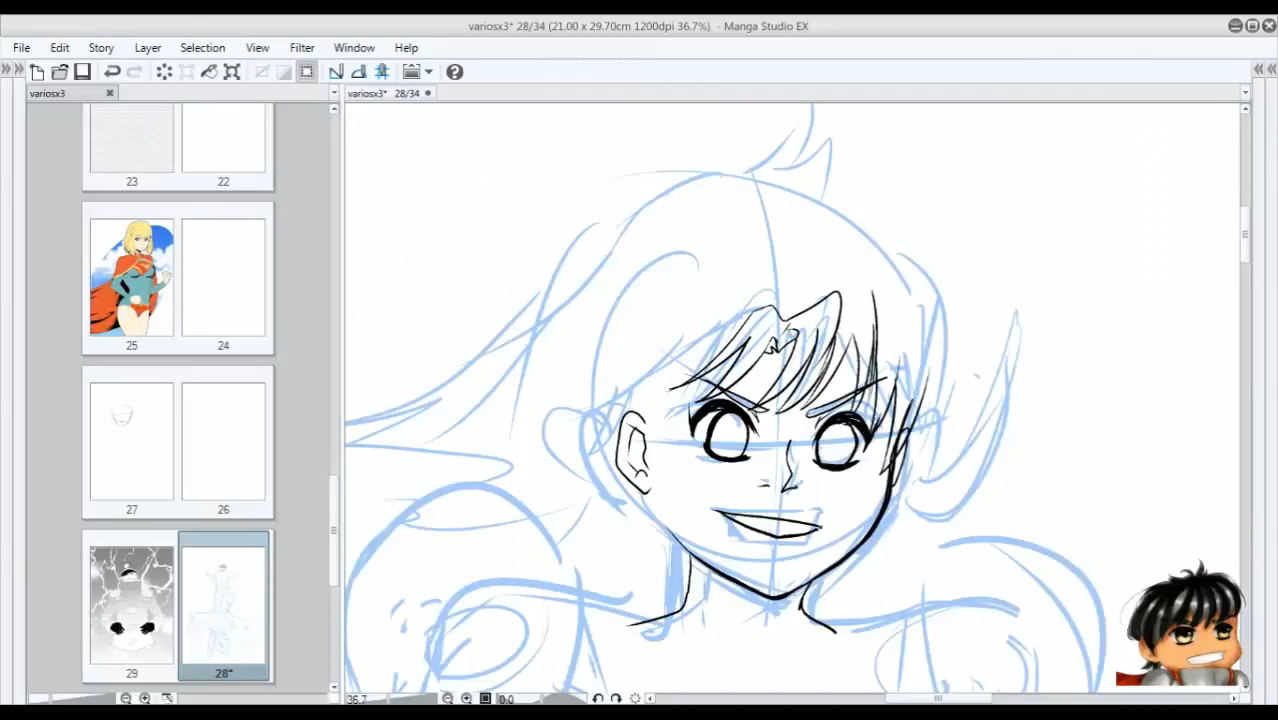 variosx3* 28/34 (21.00 x 29.70cm 1200dpi 36.7%) - Manga Studio EX
File Edit Story Layer Selection View Filter Window Help
variosx3
variosx3* 28/34
23 22
25 24
27 26
29 28*
36.7 0.0